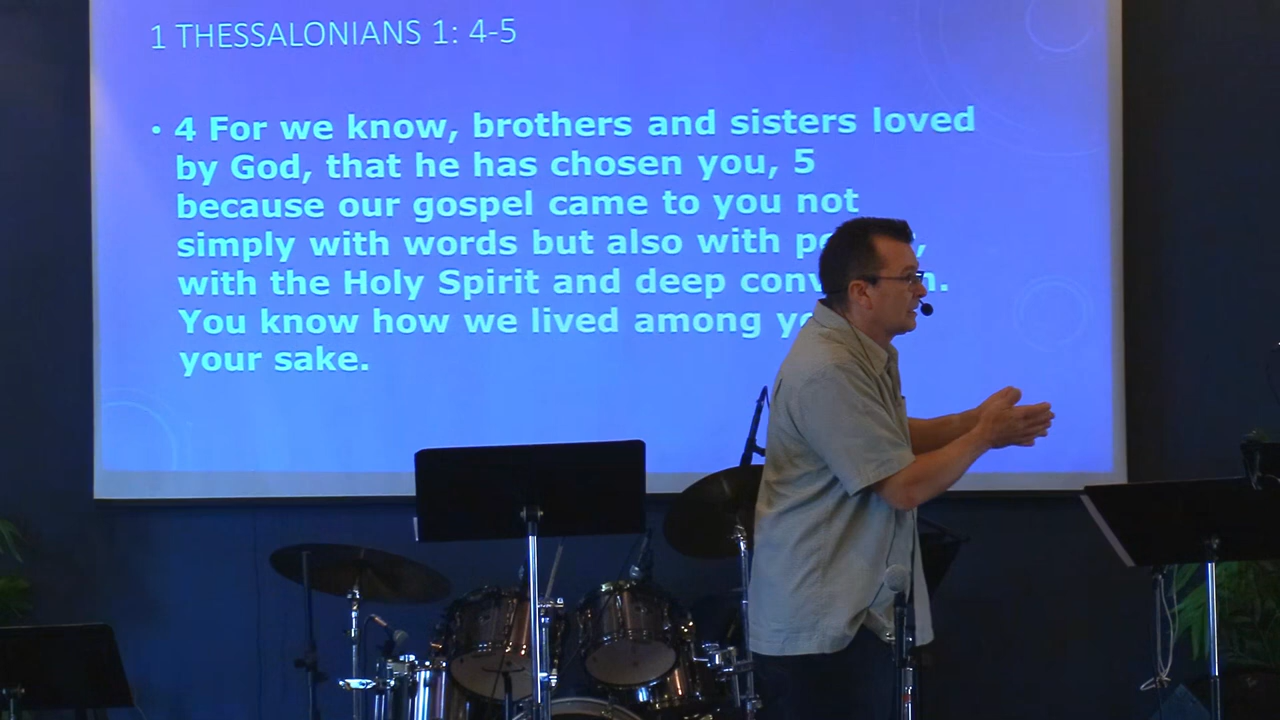 1 THESSALONIANS 1: 4-5
• 4 For we know, brothers and sisters loved
by God, that he has chosen you, 5
because our gospel came to you not
simply with words but also with
with the Holy Spirit and deep
You know how we lived among
your sake.